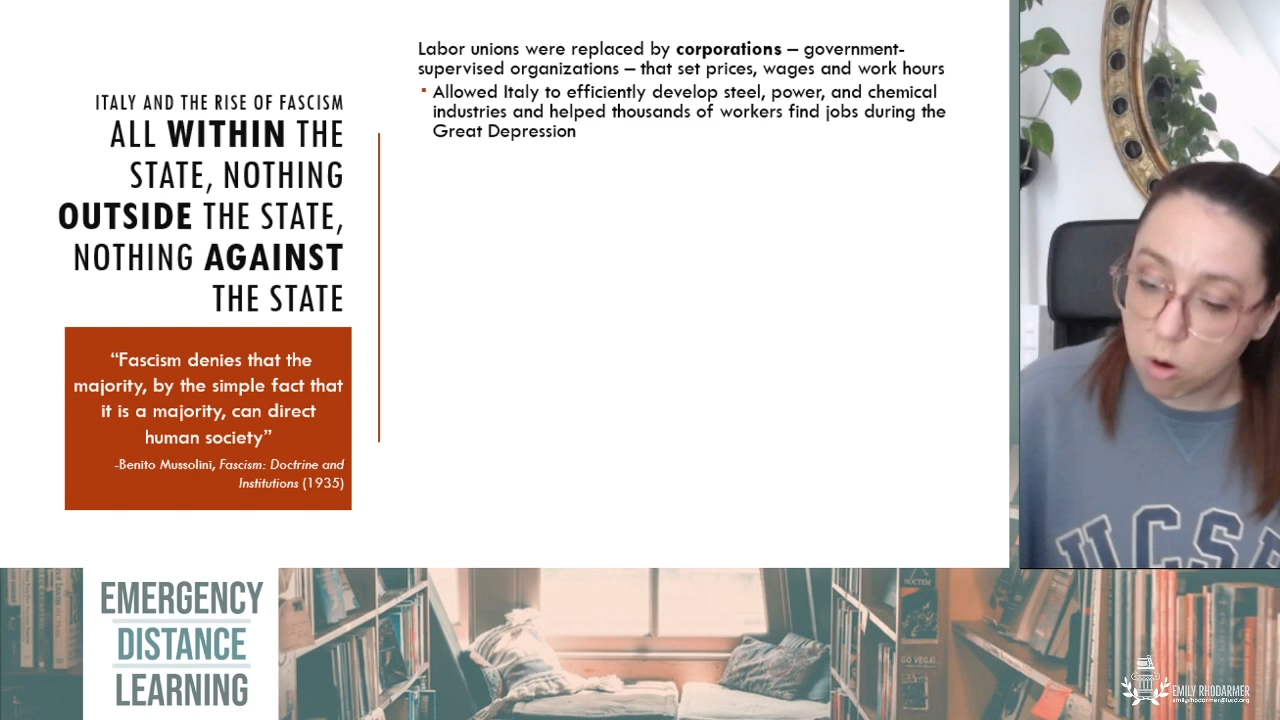 ITALY AND THE RISE OF FASCISM
ALL WITHIN THE
STATE, NOTHING
OUTSIDE THE STATE,
NOTHING AGAINST
THE STATE
“Fascism denies that the
majority, by the simple fact that
it is a majority, can direct
human society”
-Benito Mussolini, Fascism: Doctrine and
Institutions (1935)
Labor unions were replaced by corporations – government-
supervised organizations – that set prices, wages and work hours
▪ Allowed Italy to efficiently develop steel, power, and chemical
industries and helped thousands of workers find jobs during the
Great Depression
UCSB
EMERGENCY
DISTANCE
LEARNING
GO VEGAN
EMILY RHODARMER